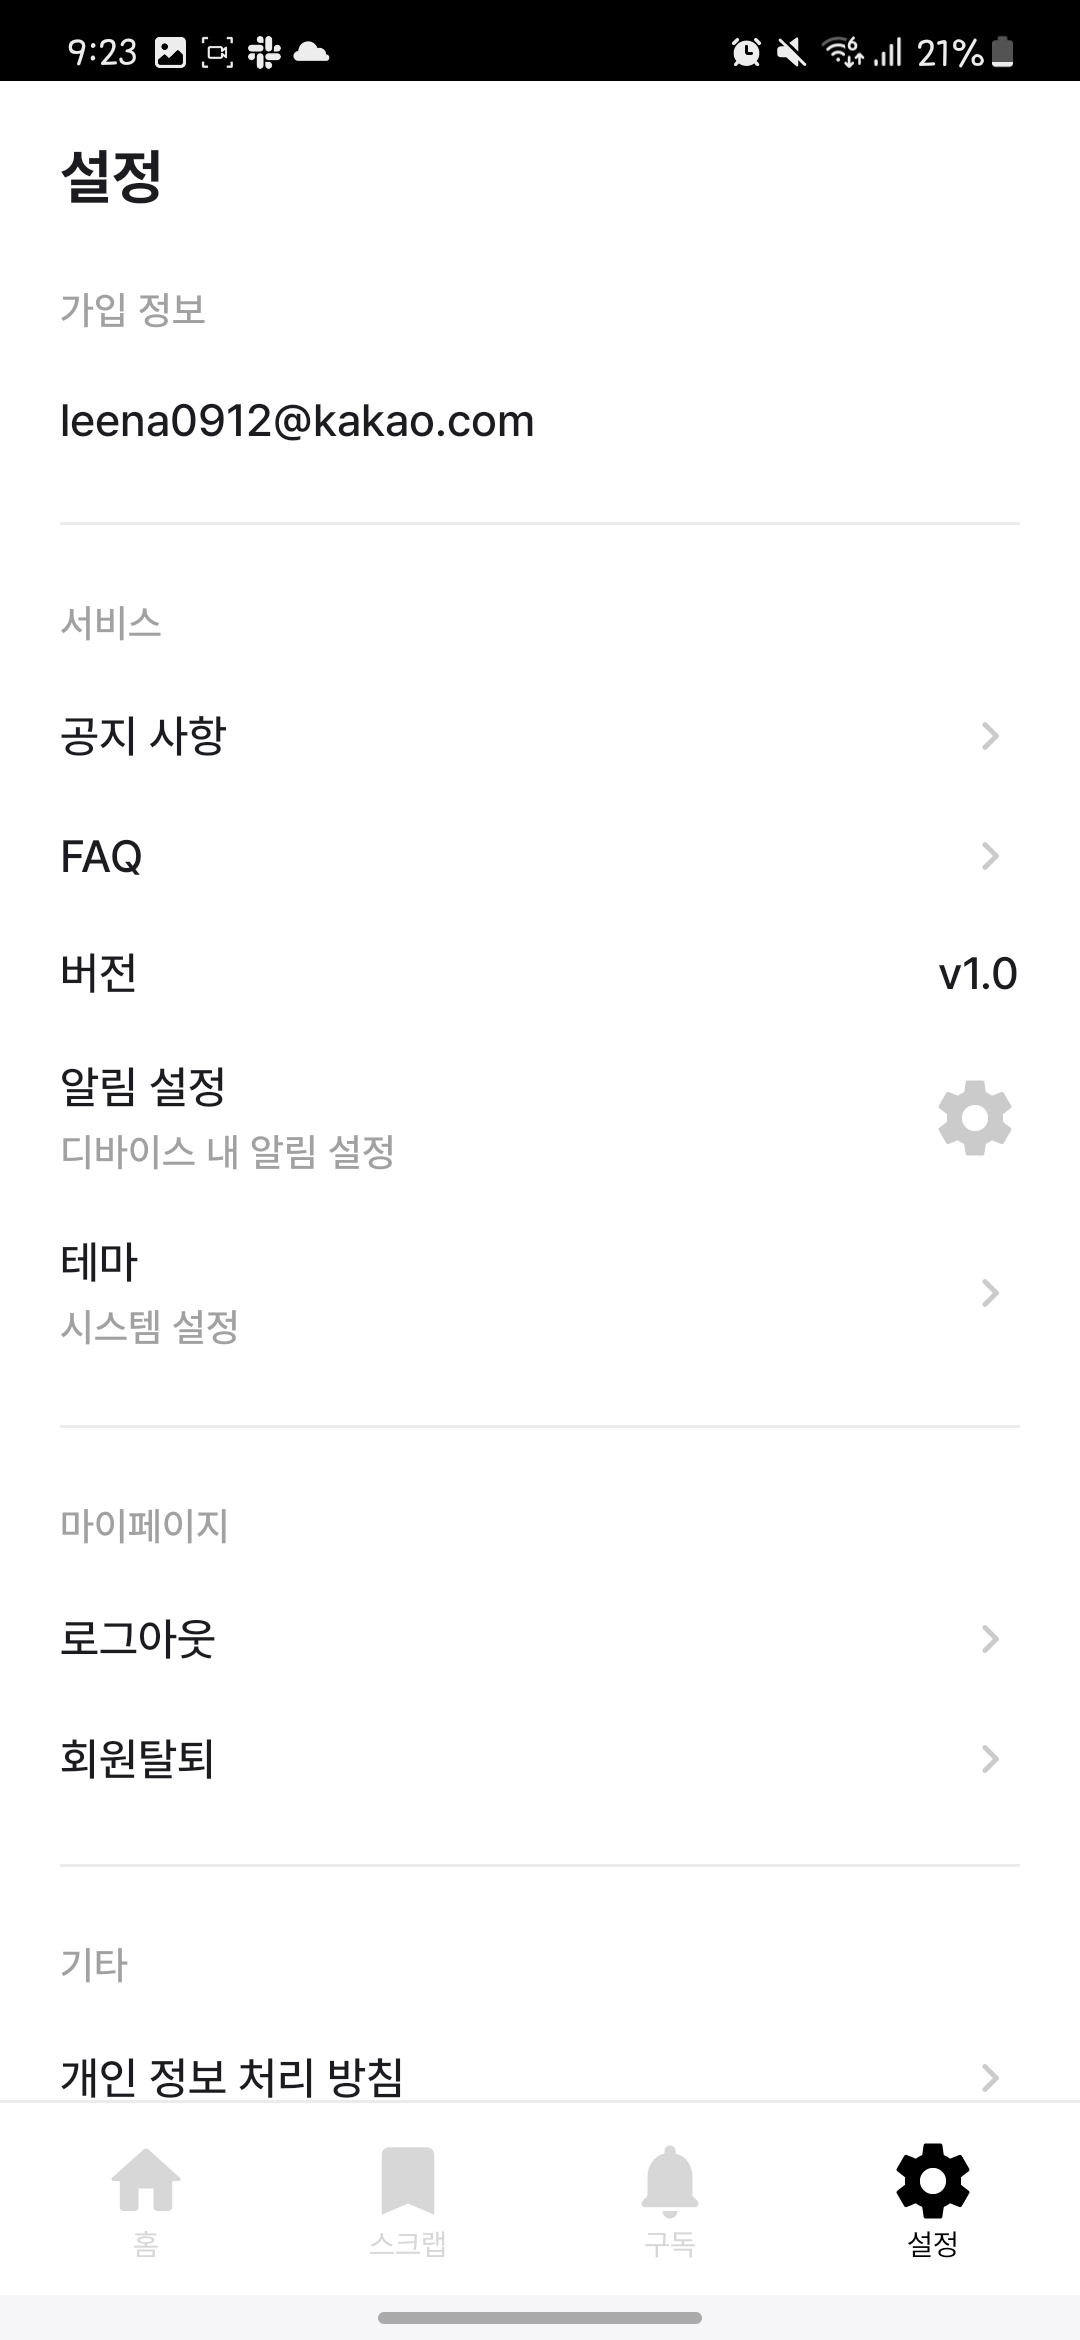 9:23 21%
설정
가입 정보
leena0912@kakao.com
서비스
공지 사항
FAQ
버전 v1.0
알림 설정
디바이스 내 알림 설정
테마
시스템 설정
마이페이지
로그아웃
회원탈퇴
기타
개인 정보 처리 방침
홈 스크랩 구독 설정